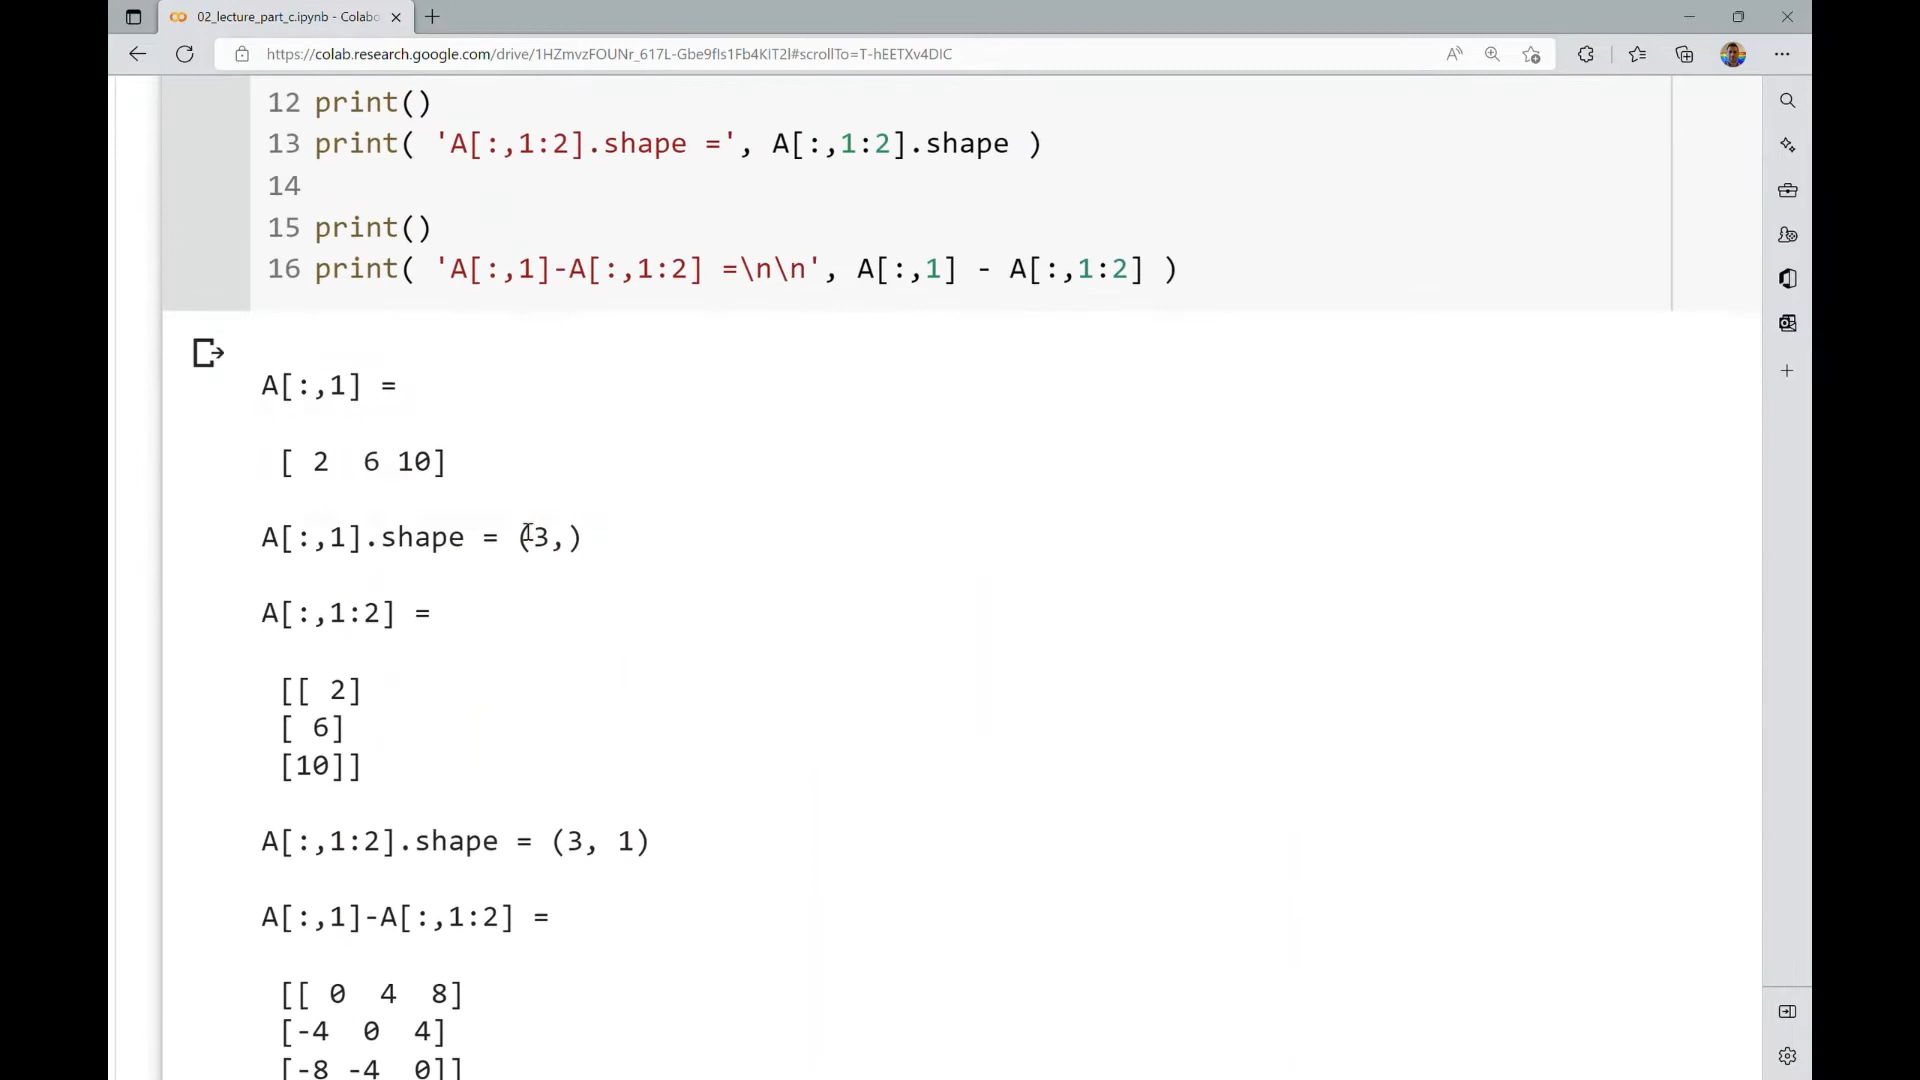 02_lecture_part_c.ipynb - Colabo
https://colab.research.google.com/drive/1HZmvzFOUNr_617L-Gbe9fIs1Fb4KIT2l#scrollTo=T-hEETXv4DIC
12 print()
13 print( 'A[:,1:2].shape =', A[:,1:2].shape )
14
15 print()
16 print( 'A[:,1]-A[:,1:2] =\n\n', A[:,1] - A[:,1:2] )
A[:,1] =
[ 2  6 10]
A[:,1].shape = (3,)
A[:,1:2] =
[[ 2]
[ 6]
[10]]
A[:,1:2].shape = (3, 1)
A[:,1]-A[:,1:2] =
[[ 0  4  8]
[-4  0  4]
[-8 -4  0]]